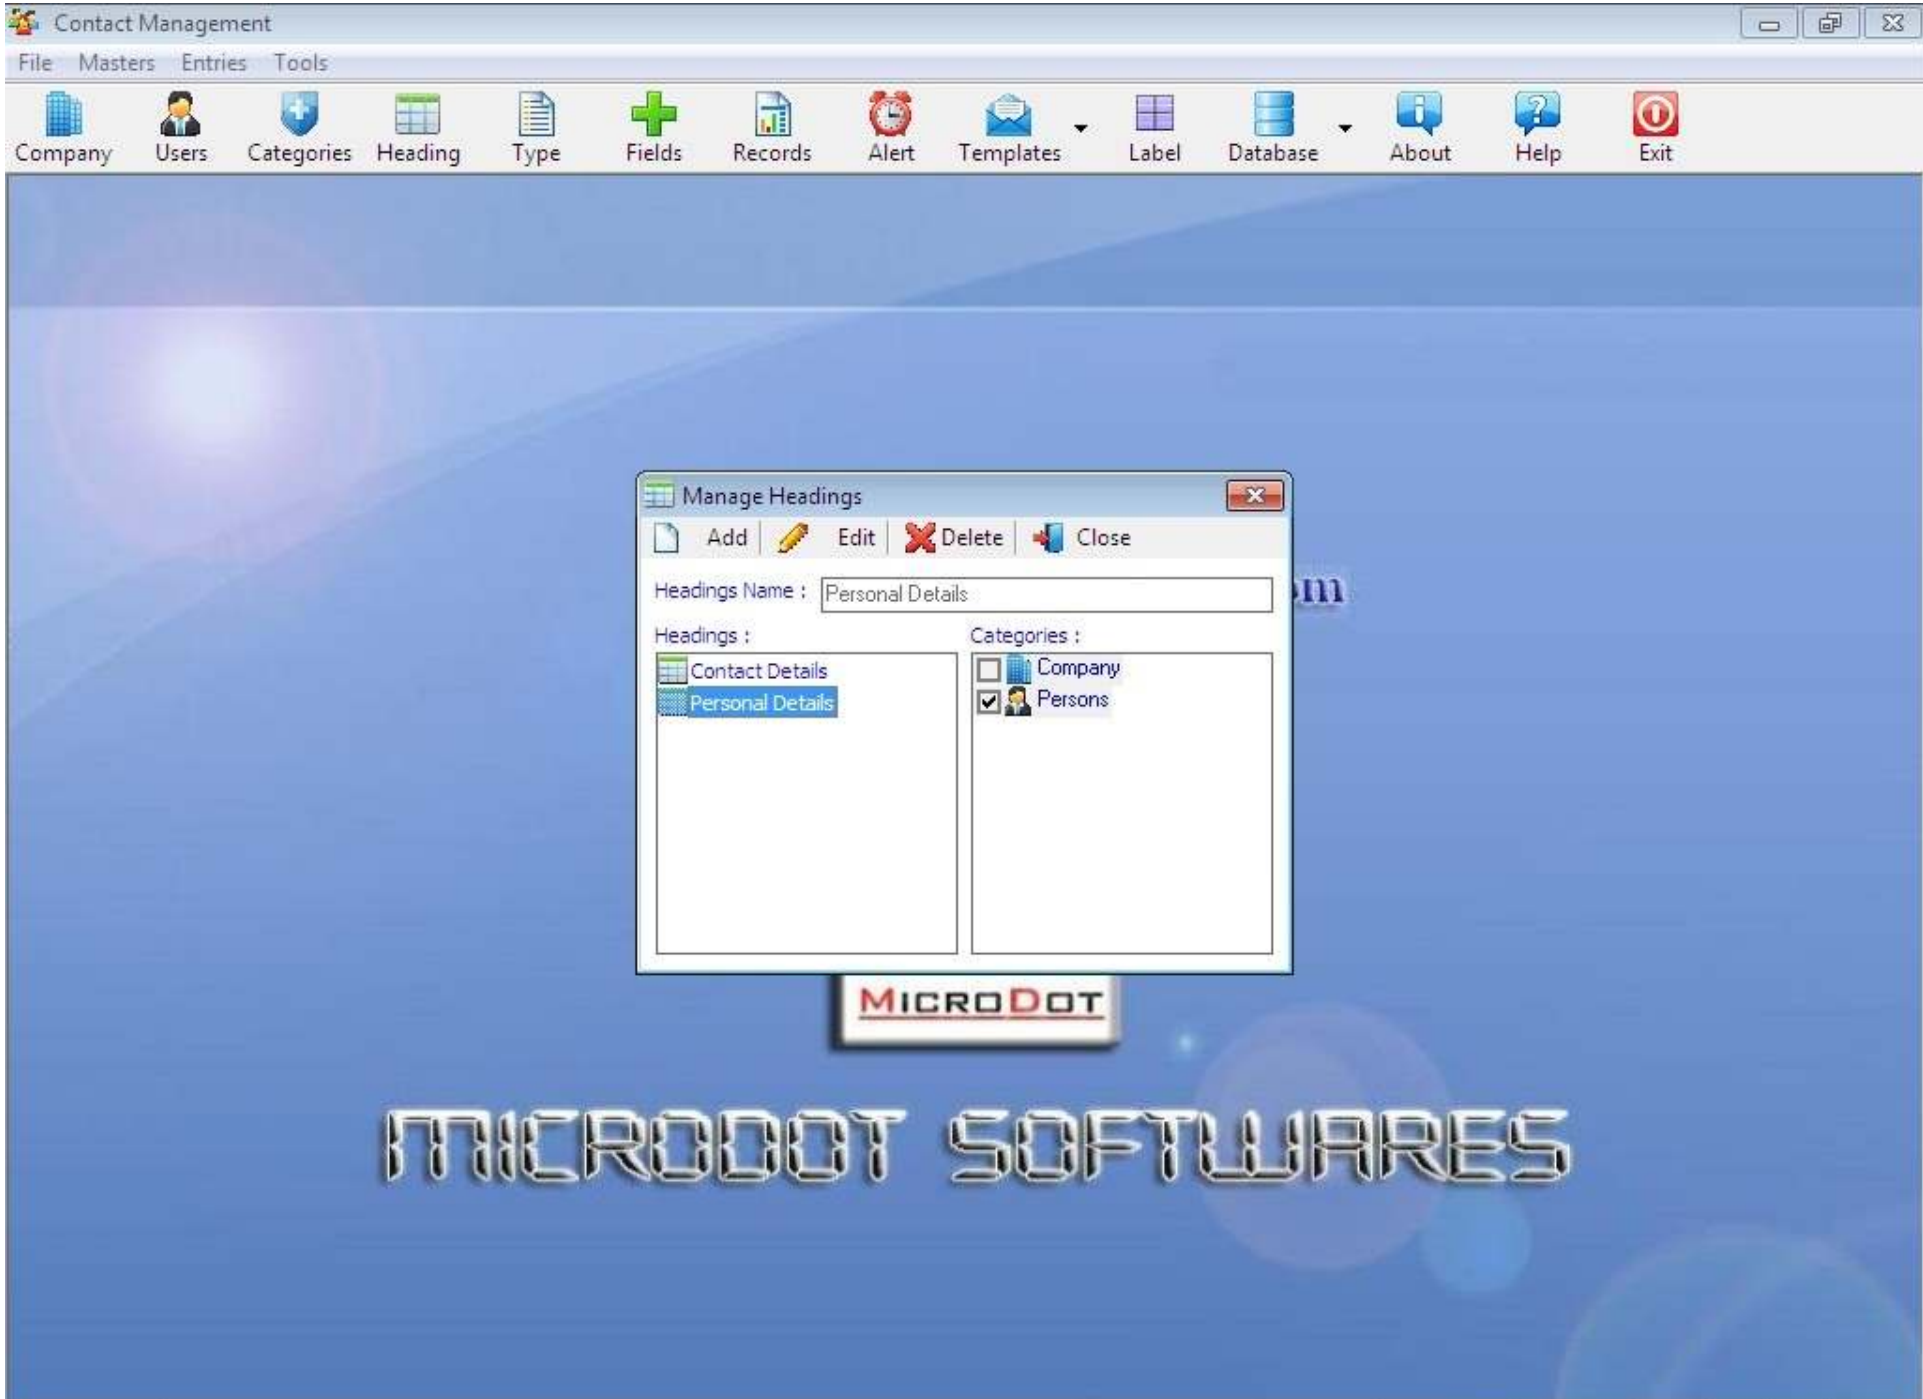 Contact Management
File Masters Entries Tools
Company Users Categories Heading Type Fields Records Alert Templates Label Database About Help Exit
Manage Headings
Add Edit Delete Close
Headings Name : Personal Details
Headings : Categories :
Contact Details Company
Personal Details Persons
MICRODOT
MICRODOT SOFTWARES